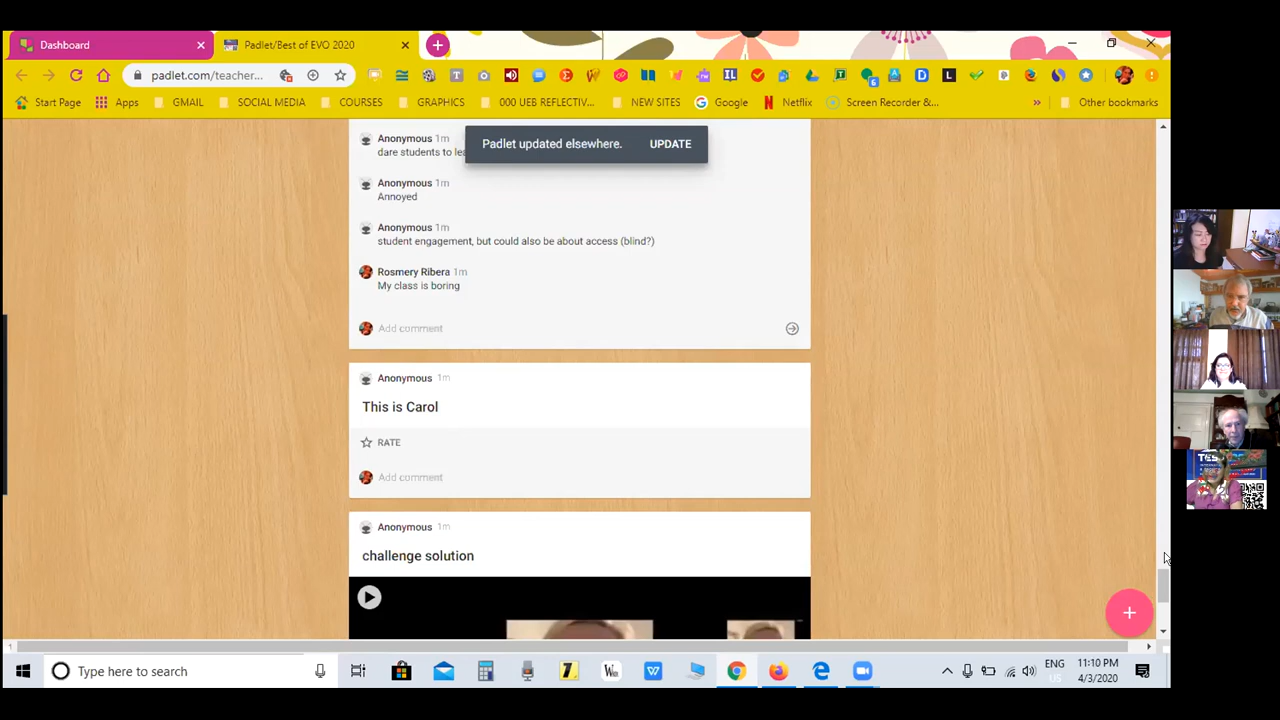 Dashboard
Padlet/Best of EVO 2020
padlet.com/teacher...
Start Page
Apps
GMAIL
SOCIAL MEDIA
COURSES
GRAPHICS
000 UEB REFLECTIV...
NEW SITES
Google
Netflix
Screen Recorder &...
Other bookmarks
Anonymous 1m
dare students to lea
Padlet updated elsewhere. UPDATE
Anonymous 1m
Annoyed
Anonymous 1m
student engagement, but could also be about access (blind?)
Rosmery Ribera 1m
My class is boring
Add comment
Anonymous 1m
This is Carol
RATE
Add comment
Anonymous 1m
challenge solution
Type here to search
ENG
US
11:10 PM
4/3/2020